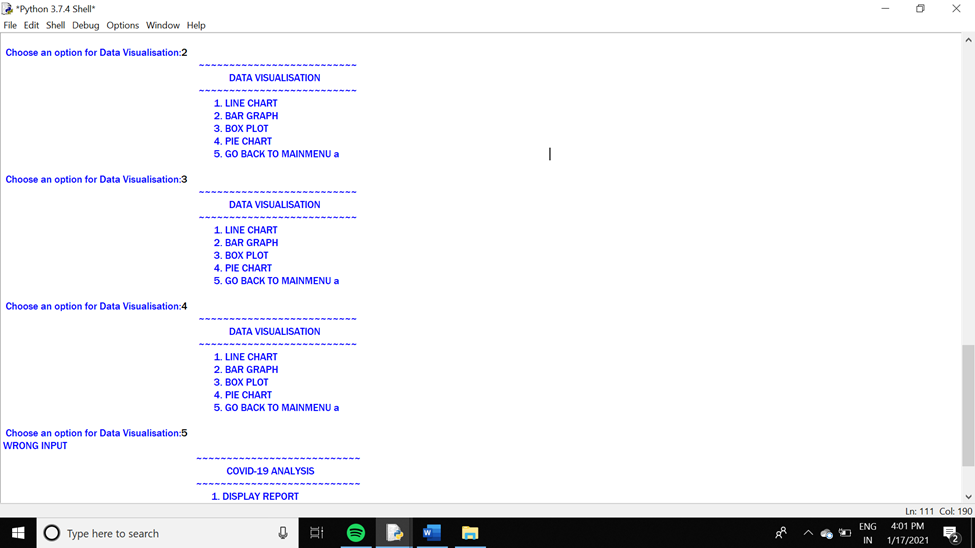 *Python 3.7.4 Shell*
File Edit Shell Debug Options Window Help
Choose an option for Data Visualisation:2
~~~~~~~~~~~~~~~~~~~~~~~~~~
DATA VISUALISATION
~~~~~~~~~~~~~~~~~~~~~~~~~~
1. LINE CHART
2. BAR GRAPH
3. BOX PLOT
4. PIE CHART
5. GO BACK TO MAINMENU a
Choose an option for Data Visualisation:3
~~~~~~~~~~~~~~~~~~~~~~~~~~
DATA VISUALISATION
~~~~~~~~~~~~~~~~~~~~~~~~~~
1. LINE CHART
2. BAR GRAPH
3. BOX PLOT
4. PIE CHART
5. GO BACK TO MAINMENU a
Choose an option for Data Visualisation:4
~~~~~~~~~~~~~~~~~~~~~~~~~~
DATA VISUALISATION
~~~~~~~~~~~~~~~~~~~~~~~~~~
1. LINE CHART
2. BAR GRAPH
3. BOX PLOT
4. PIE CHART
5. GO BACK TO MAINMENU a
Choose an option for Data Visualisation:5
WRONG INPUT
~~~~~~~~~~~~~~~~~~~~~~~~~~~
COVID-19 ANALYSIS
~~~~~~~~~~~~~~~~~~~~~~~~~~~
1. DISPLAY REPORT
Ln: 111 Col: 190
Type here to search
ENG
IN
4:01 PM
1/17/2021
2